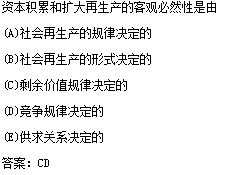 资本积累和扩大再生产的客观必然性是由
(A)社会再生产的规律决定的
(B)社会再生产的形式决定的
(C)剩余价值规律决定的
(D)竞争规律决定的
(E)供求关系决定的
答案：CD